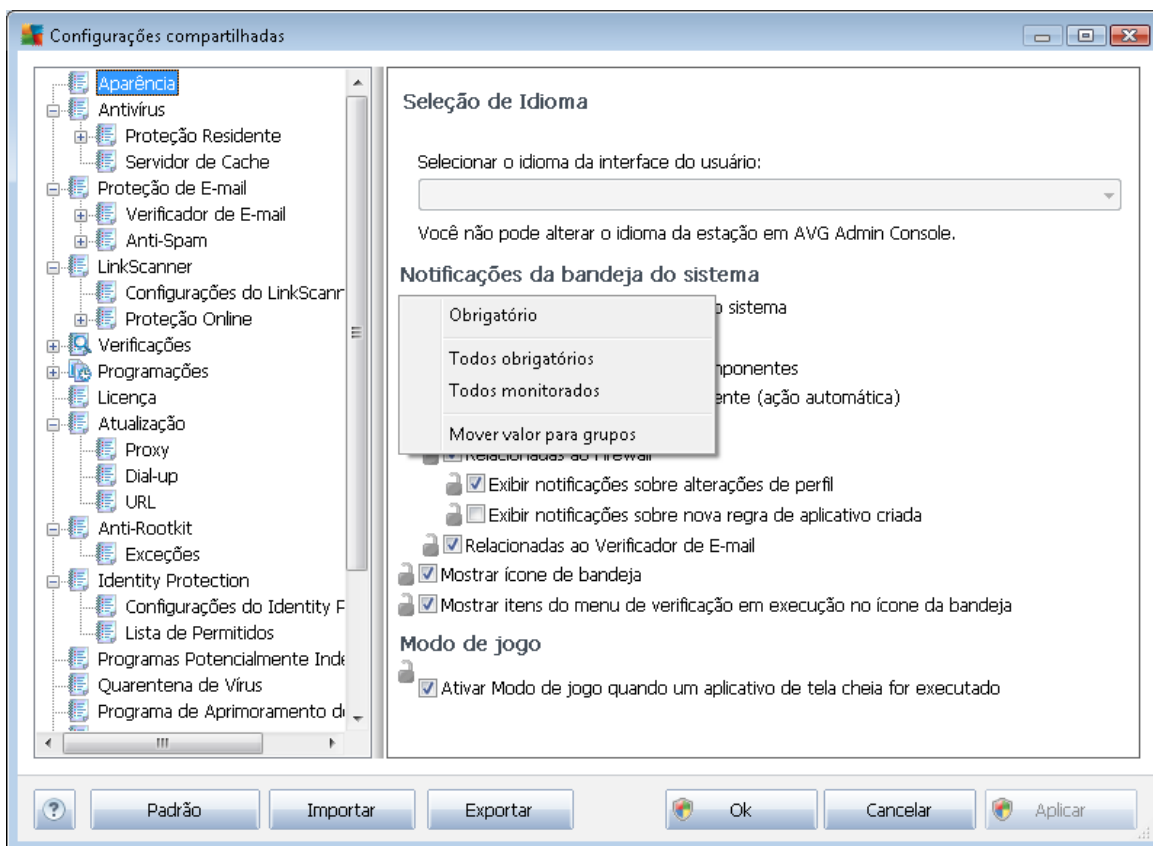 Configurações compartilhadas
Aparência
Antivírus
Proteção Residente
Servidor de Cache
Proteção de E-mail
Verificador de E-mail
Anti-Spam
LinkScanner
Configurações do LinkScanr
Proteção Online
Verificações
Programações
Licença
Atualização
Proxy
Dial-up
URL
Anti-Rootkit
Exceções
Identity Protection
Configurações do Identity P
Lista de Permitidos
Programas Potencialmente Inde
Quarentena de Vírus
Programa de Aprimoramento d
Seleção de Idioma
Selecionar o idioma da interface do usuário:
Você não pode alterar o idioma da estação em AVG Admin Console.
Notificações da bandeja do sistema
o sistema
Obrigatório
Todos obrigatórios
nponentes
Todos monitorados
ente (ação automática)
Mover valor para grupos
Relacionadas ao Firewall
Exibir notificações sobre alterações de perfil
Exibir notificações sobre nova regra de aplicativo criada
Relacionadas ao Verificador de E-mail
Mostrar ícone de bandeja
Mostrar itens do menu de verificação em execução no ícone da bandeja
Modo de jogo
Ativar Modo de jogo quando um aplicativo de tela cheia for executado
? Padrão Importar Exportar Ok Cancelar Aplicar